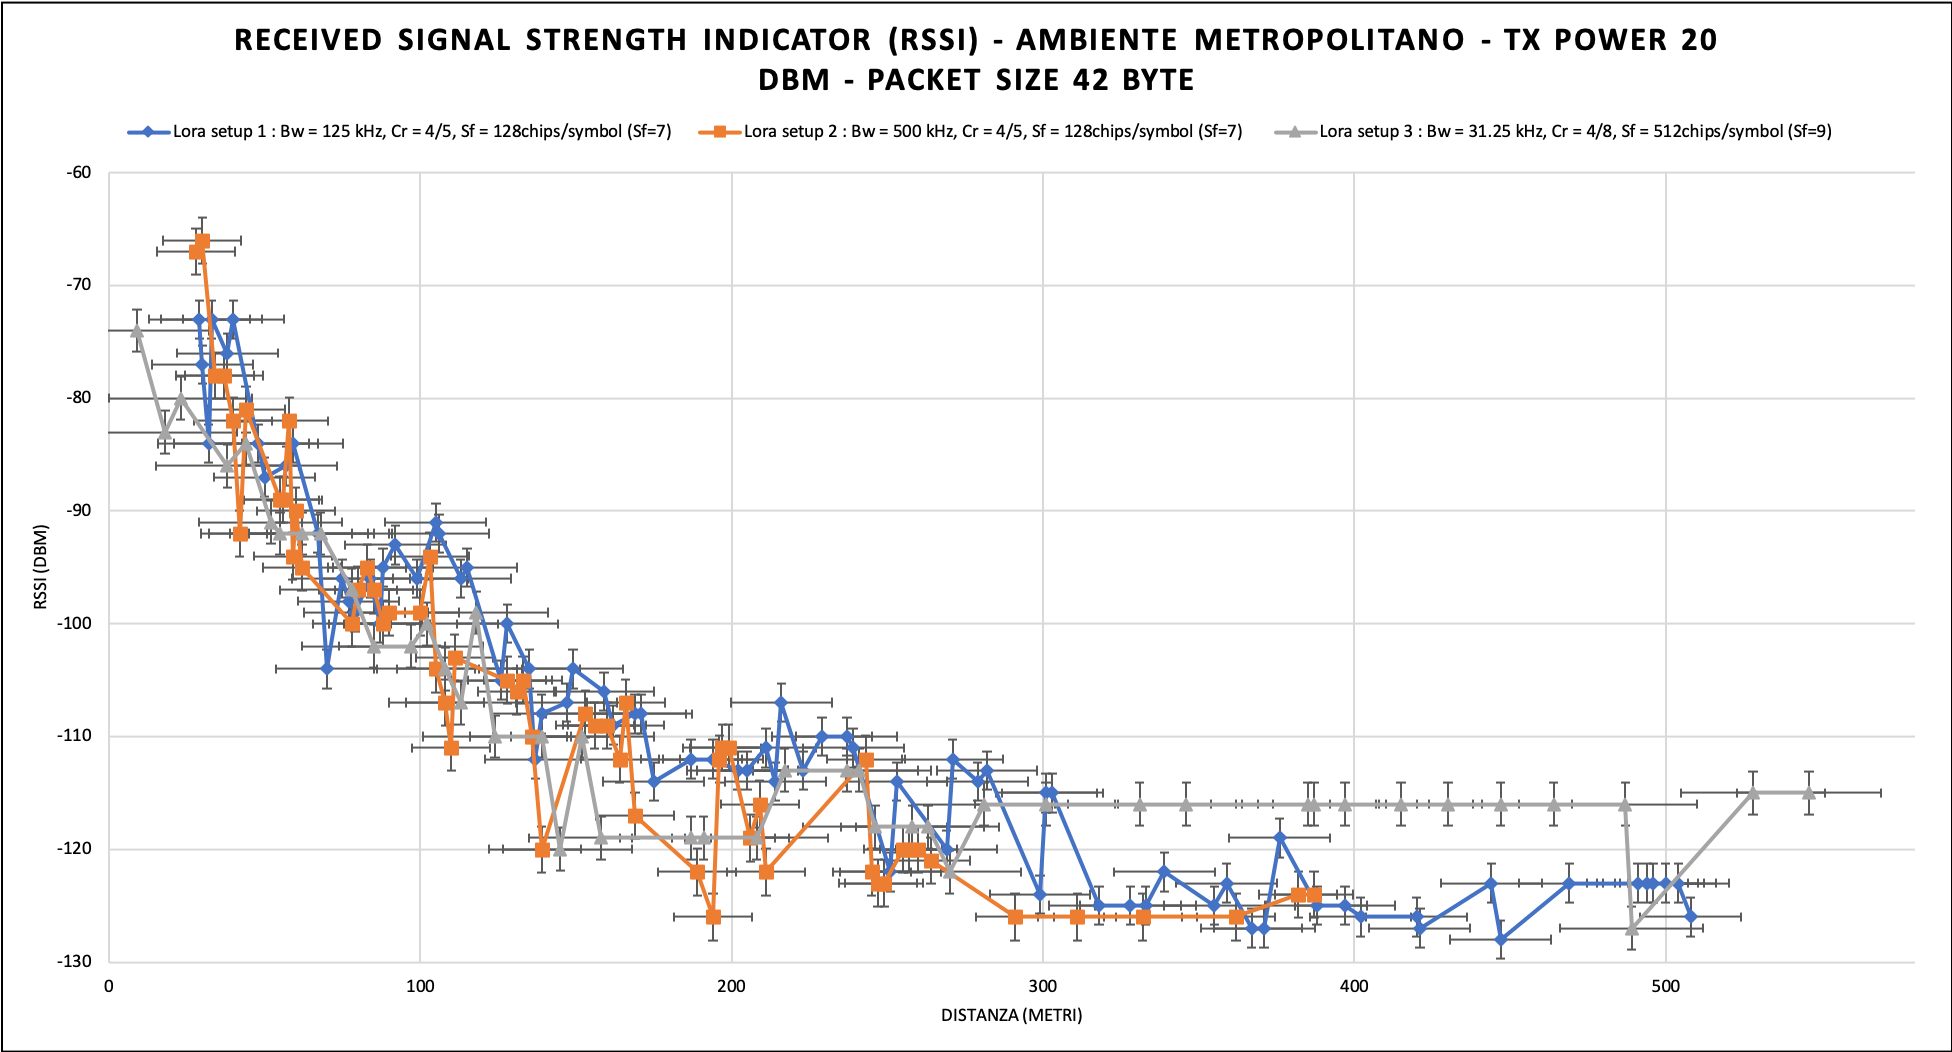 RECEIVED SIGNAL STRENGTH INDICATOR (RSSI) - AMBIENTE METROPOLITANO - TX POWER 20
DBM - PACKET SIZE 42 BYTE
Lora setup 1 : Bw = 125 kHz, Cr = 4/5, Sf = 128chips/symbol (Sf=7)
Lora setup 2 : Bw = 500 kHz, Cr = 4/5, Sf = 128chips/symbol (Sf=7)
Lora setup 3 : Bw = 31.25 kHz, Cr = 4/8, Sf = 512chips/symbol (Sf=9)
-60
-70
-80
-90
-100
-110
-120
-130
RSSI (DBM)
0
100
200
300
400
500
DISTANZA (METRI)